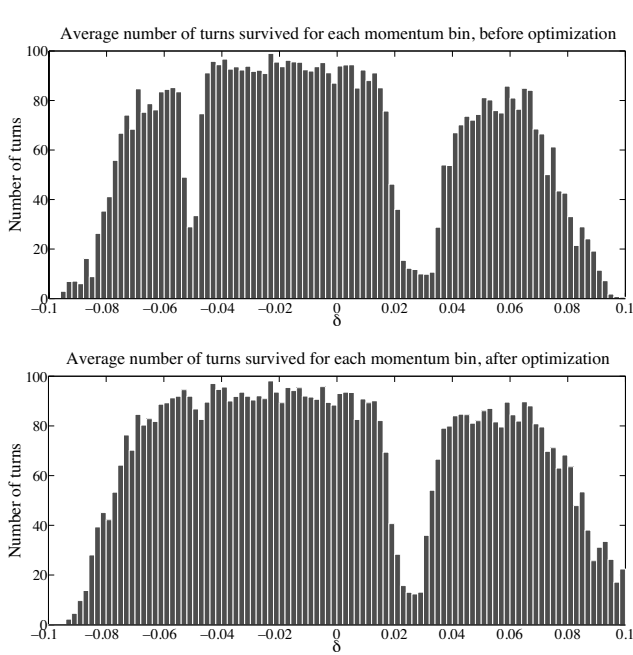 Average number of turns survived for each momentum bin, before optimization
100
80
60
40
20
0
Number of turns
–0.1 –0.08 –0.06 –0.04 –0.02 0 0.02 0.04 0.06 0.08 0.1
δ
Average number of turns survived for each momentum bin, after optimization
100
80
60
40
20
0
Number of turns
–0.1 –0.08 –0.06 –0.04 –0.02 0 0.02 0.04 0.06 0.08 0.1
δ